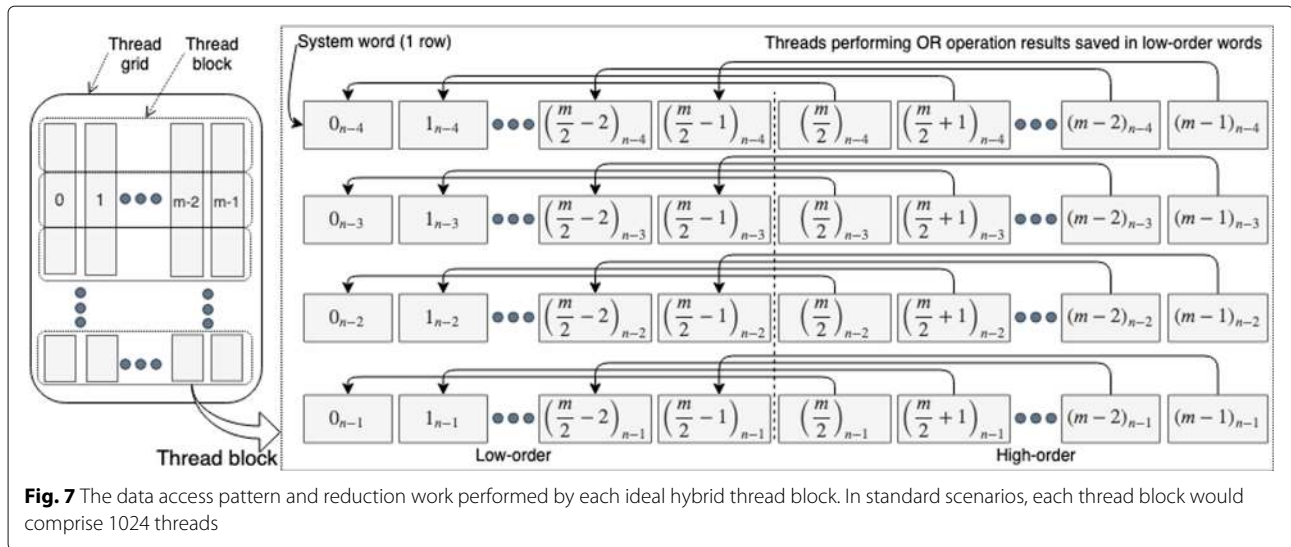 Thread grid
Thread block
System word (1 row)
Threads performing OR operation results saved in low-order words
0 1 m-2 m-1
0ₙ₋₄ 1ₙ₋₄ (m/2 − 2)ₙ₋₄ (m/2 − 1)ₙ₋₄ (m/2)ₙ₋₄ (m/2 + 1)ₙ₋₄ (m − 2)ₙ₋₄ (m − 1)ₙ₋₄
0ₙ₋₃ 1ₙ₋₃ (m/2 − 2)ₙ₋₃ (m/2 − 1)ₙ₋₃ (m/2)ₙ₋₃ (m/2 + 1)ₙ₋₃ (m − 2)ₙ₋₃ (m − 1)ₙ₋₃
0ₙ₋₂ 1ₙ₋₂ (m/2 − 2)ₙ₋₂ (m/2 − 1)ₙ₋₂ (m/2)ₙ₋₂ (m/2 + 1)ₙ₋₂ (m − 2)ₙ₋₂ (m − 1)ₙ₋₂
0ₙ₋₁ 1ₙ₋₁ (m/2 − 2)ₙ₋₁ (m/2 − 1)ₙ₋₁ (m/2)ₙ₋₁ (m/2 + 1)ₙ₋₁ (m − 2)ₙ₋₁ (m − 1)ₙ₋₁
Thread block
Low-order
High-order
Fig. 7 The data access pattern and reduction work performed by each ideal hybrid thread block. In standard scenarios, each thread block would
comprise 1024 threads